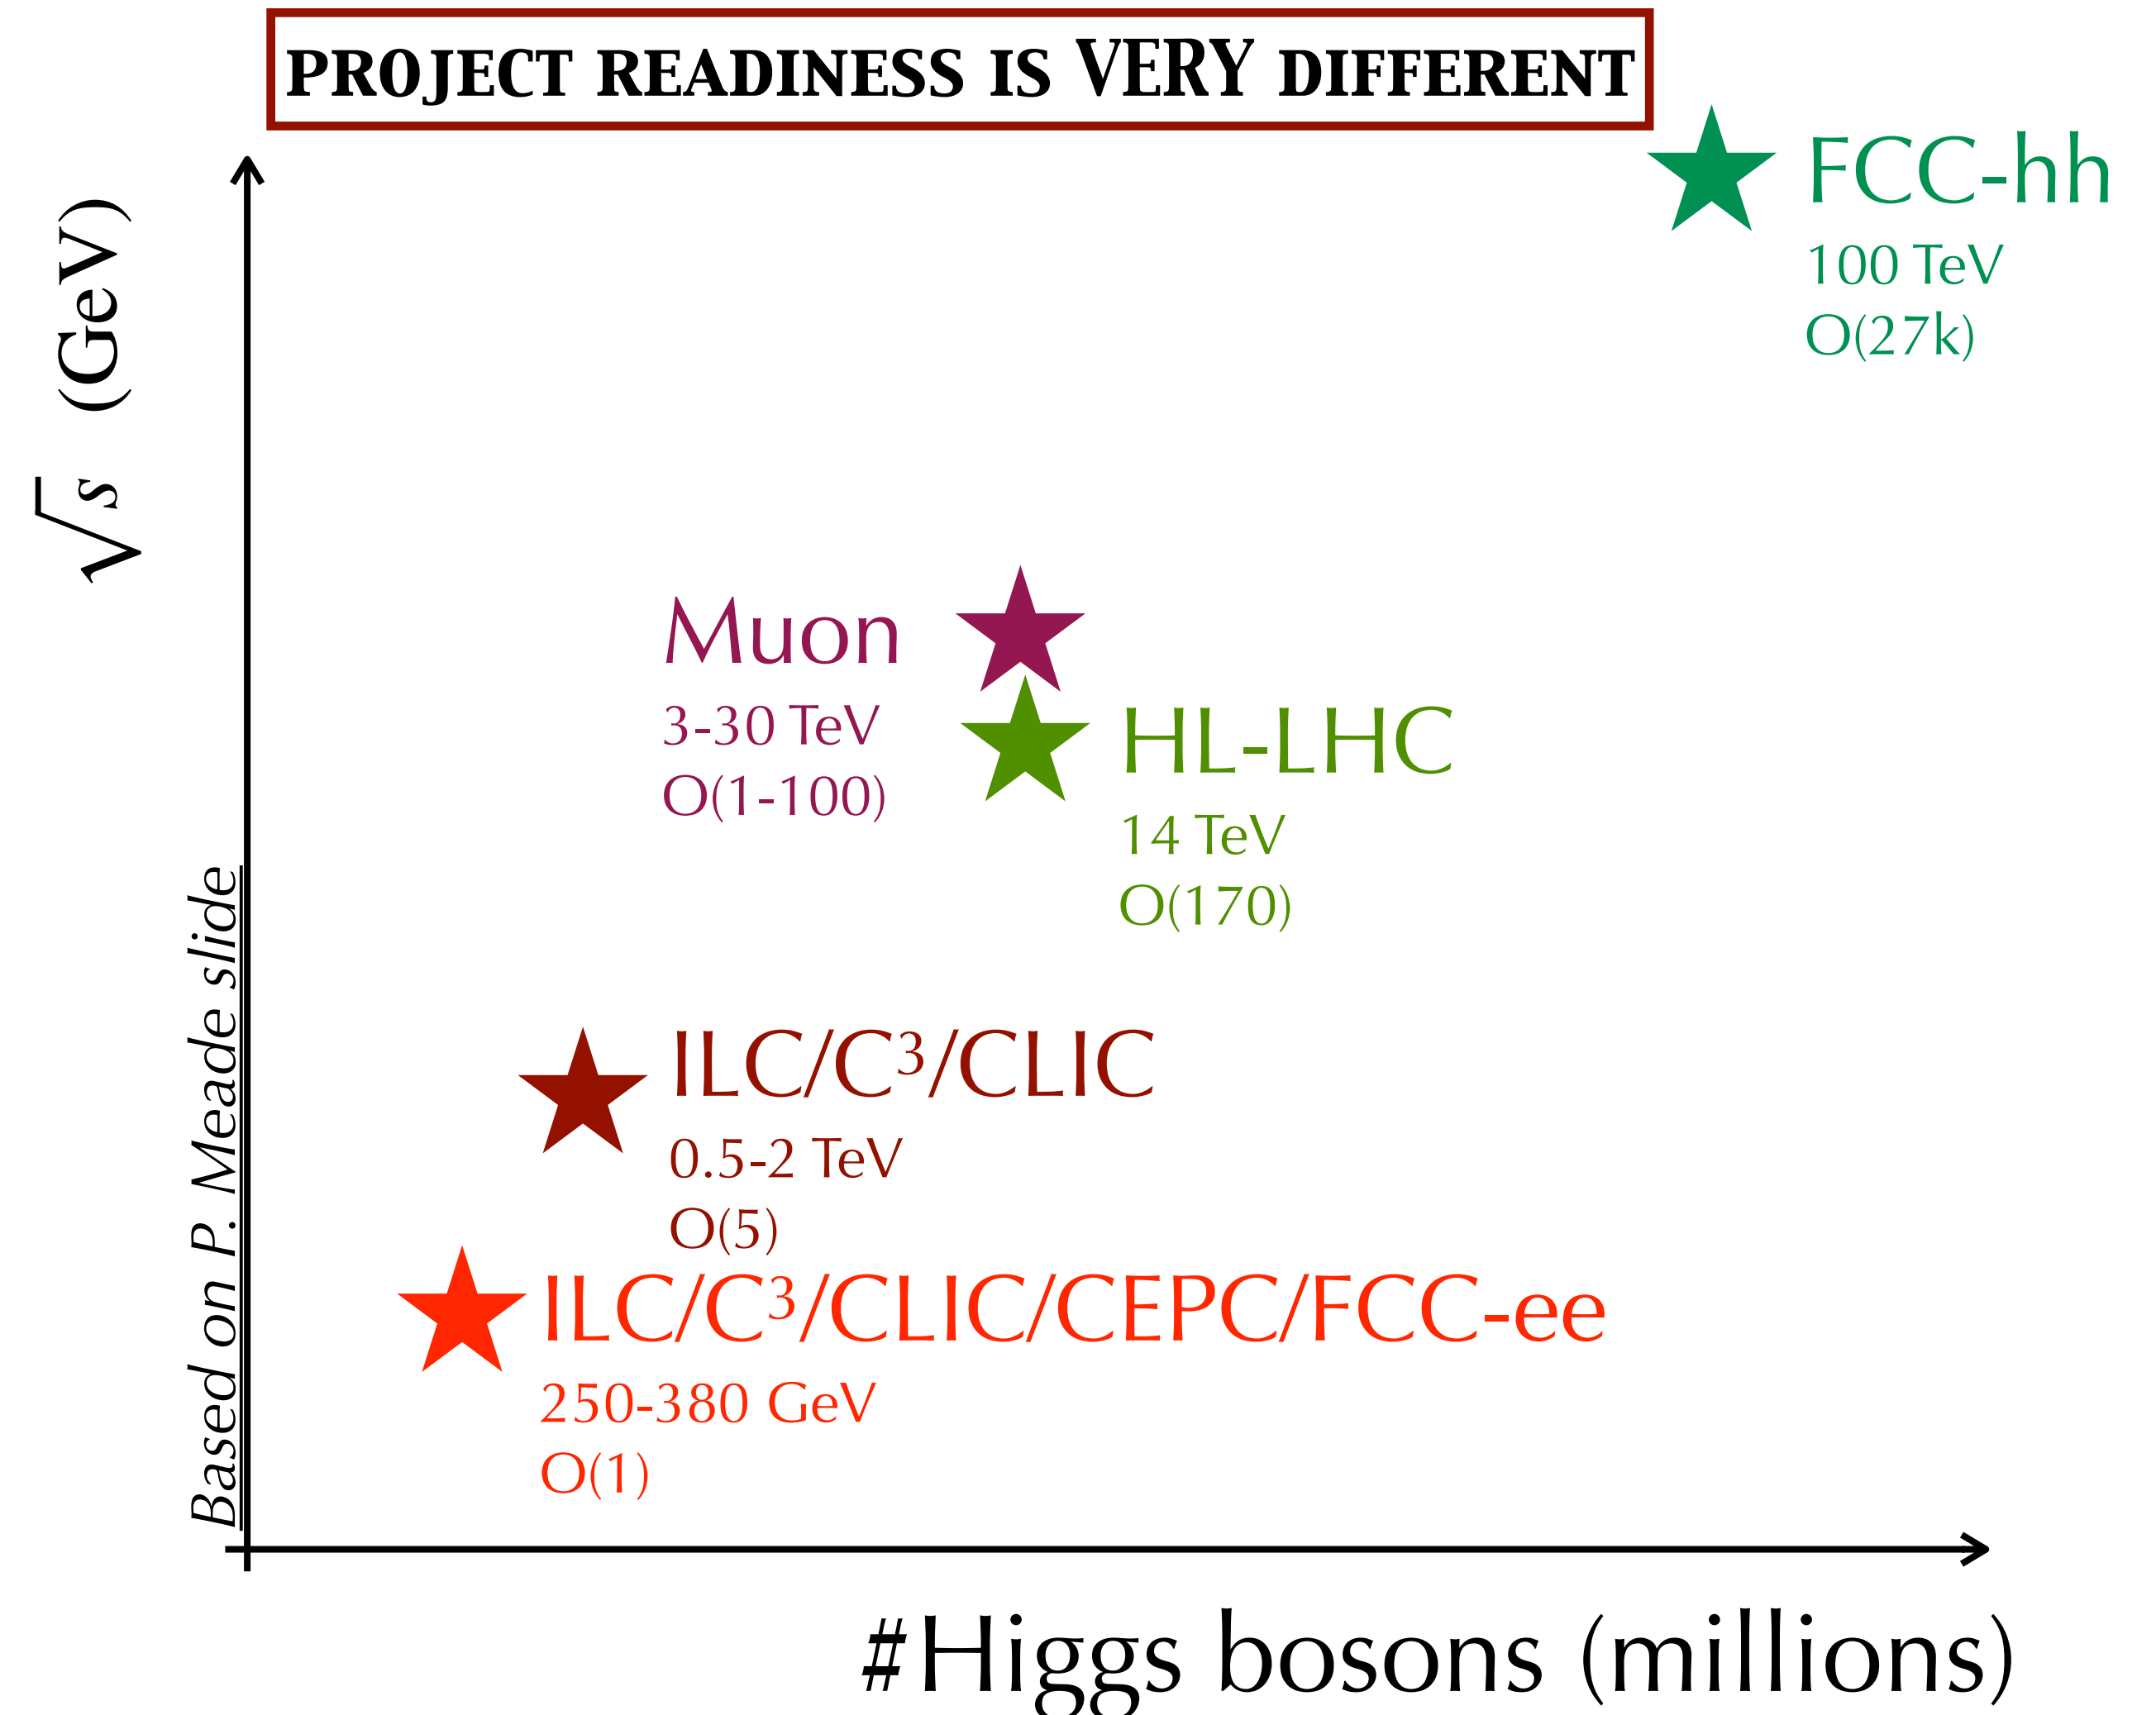 PROJECT READINESS IS VERY DIFFERENT
FCC-hh
100 TeV
O(27k)
√s (GeV)
Muon
3-30 TeV
O(1-100)
HL-LHC
14 TeV
O(170)
Based on P. Meade slide
ILC/C³/CLIC
0.5-2 TeV
O(5)
ILC/C³/CLIC/CEPC/FCC-ee
250-380 GeV
O(1)
#Higgs bosons (millions)